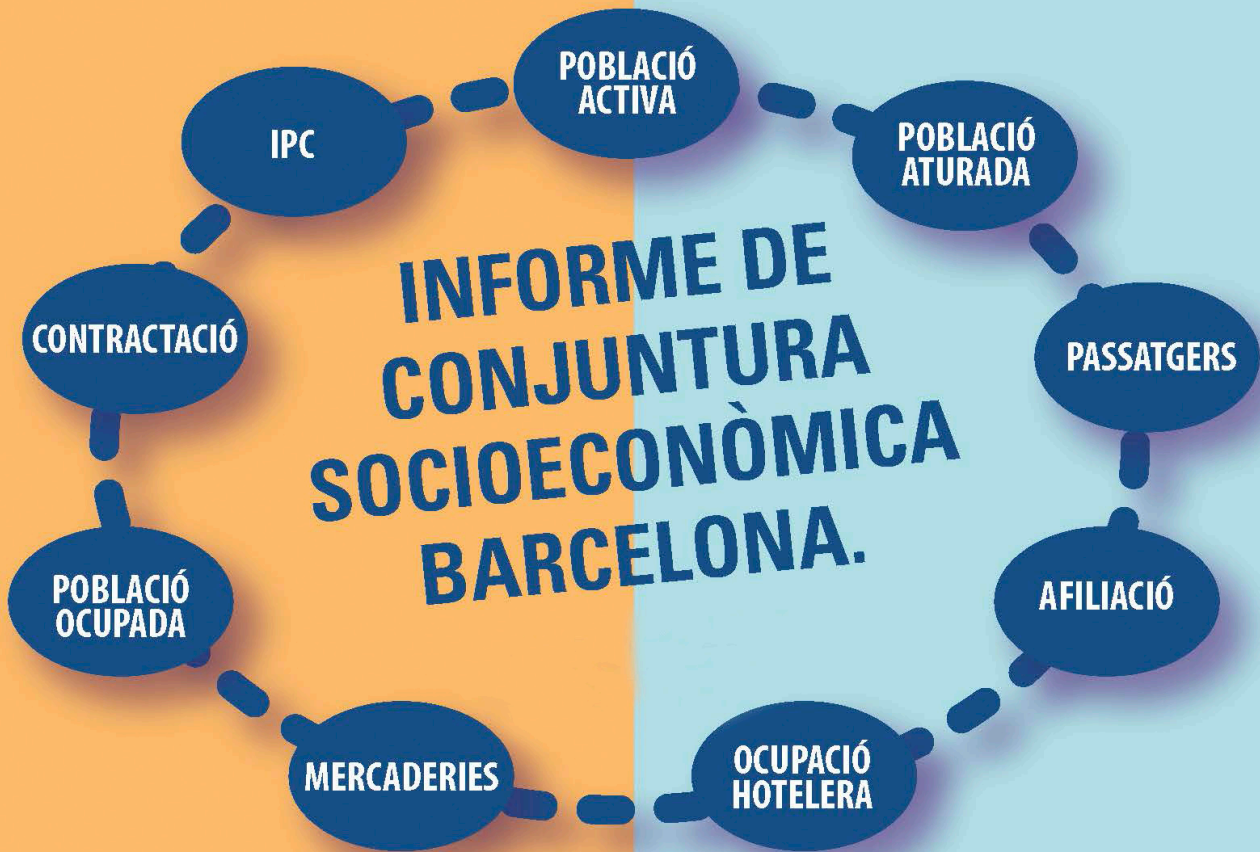 POBLACIÓ
ACTIVA
IPC
POBLACIÓ
ATURADA
INFORME DE
CONJUNTURA
SOCIOECONÒMICA
BARCELONA.
CONTRACTACIÓ
PASSATGERS
POBLACIÓ
OCUPADA
AFILIACIÓ
MERCADERIES
OCUPACIÓ
HOTELERA